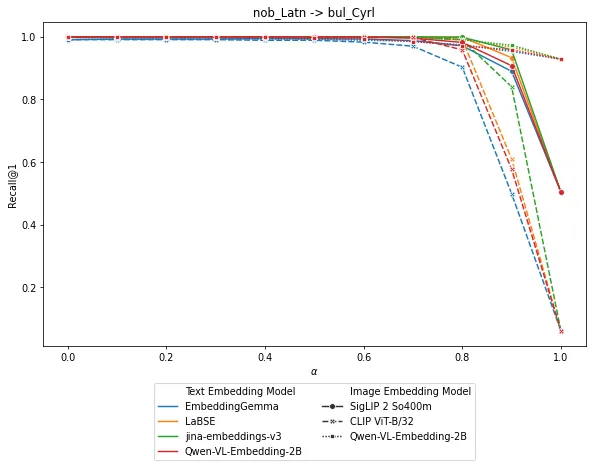 nob_Latn -> bul_Cyrl
Recall@1
1.0
0.8
0.6
0.4
0.2
0.0 0.2 0.4 0.6 0.8 1.0
α
Text Embedding Model
EmbeddingGemma
LaBSE
jina-embeddings-v3
Qwen-VL-Embedding-2B
Image Embedding Model
SigLIP 2 So400m
CLIP ViT-B/32
Qwen-VL-Embedding-2B